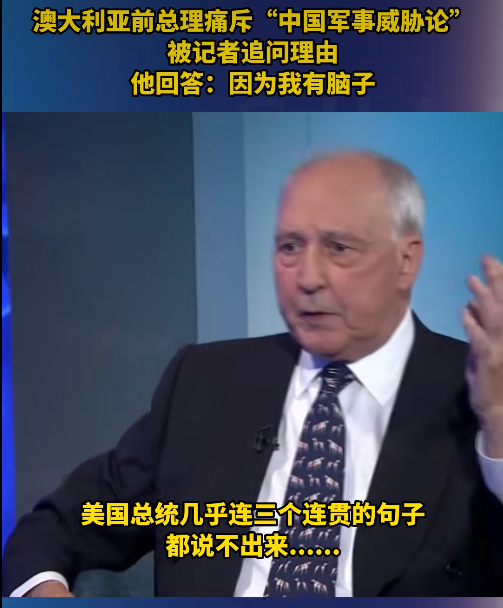 澳大利亚前总理痛斥“中国军事威胁论”
被记者追问理由
他回答：因为我有脑子
美国总统几乎连三个连贯的句子
都说不出来......